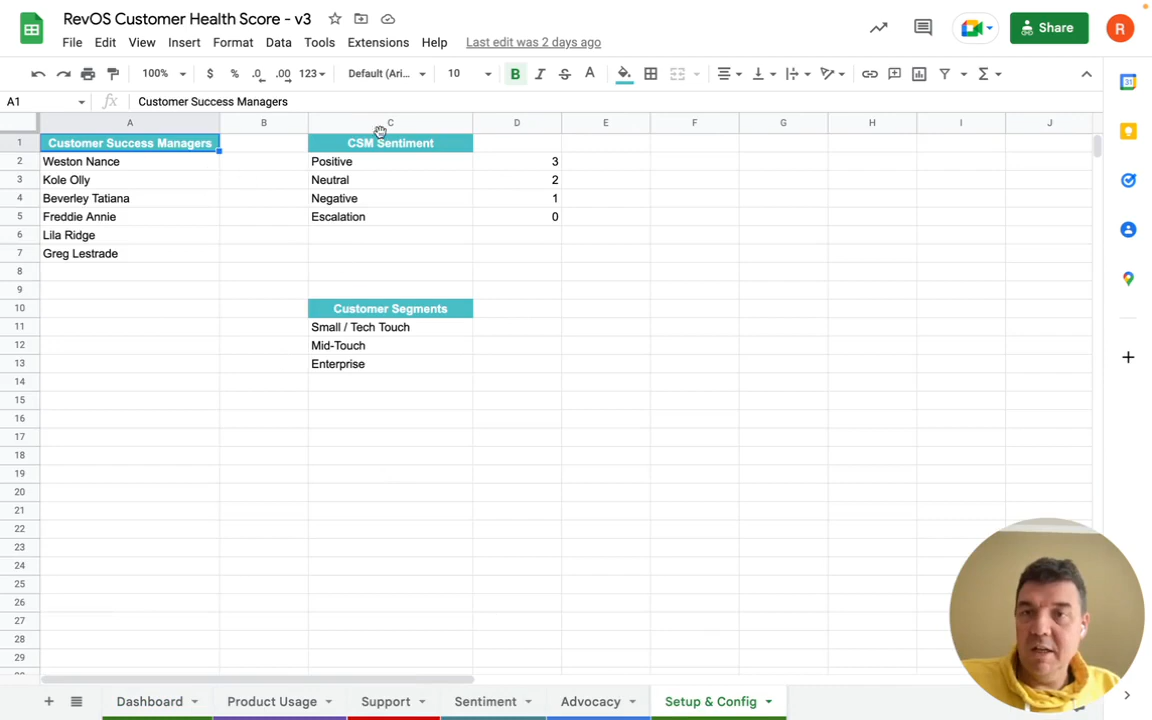 RevOS Customer Health Score - v3
File Edit View Insert Format Data Tools Extensions Help Last edit was 2 days ago
Share
R
100% $ % .0 .00 123 Default (Ari... 10 B I S A
31
A1 fx Customer Success Managers
A B C D E F G H I J
1 Customer Success Managers CSM Sentiment
2 Weston Nance Positive 3
3 Kole Olly Neutral 2
4 Beverley Tatiana Negative 1
5 Freddie Annie Escalation 0
6 Lila Ridge
7 Greg Lestrade
8
9
10 Customer Segments
11 Small / Tech Touch
12 Mid-Touch
13 Enterprise
14
15
16
17
18
19
20
21
22
23
24
25
26
27
28
29
Dashboard Product Usage Support Sentiment Advocacy Setup & Config